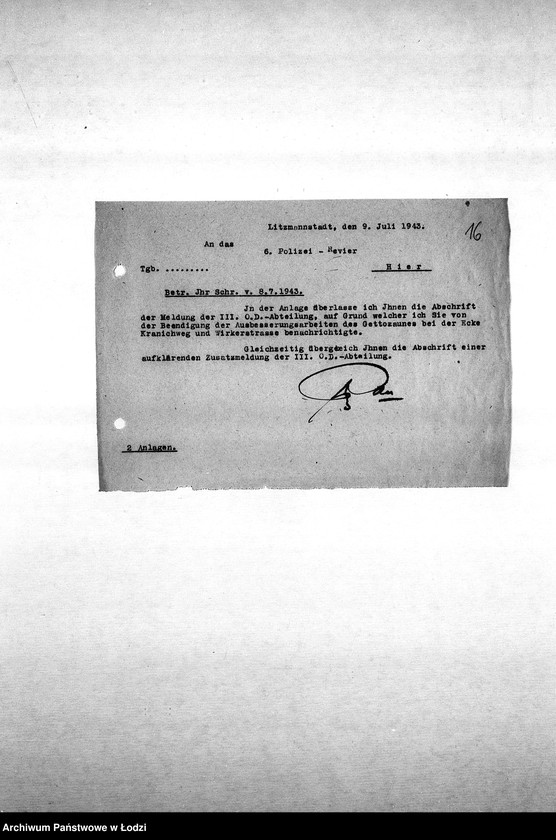 Litzmannstadt, den 9. Juli 1943.
16
An das
6. Polizei - Revier
Tgb. .........
Hier
Betr. Jhr Schr. v. 8.7.1943.
Jn der Anlage überlasse ich Jhnen die Abschrift
der Meldung der III. O.D.-Abteilung, auf Grund welcher ich Sie von
der Beendigung der Ausbesserungsarbeiten des Gettozaunes bei der Ecke
Kranichweg und Wirkerstrasse benachrichtigte.
Gleichzeitig überg eich Jhnen die Abschrift einer
aufklärenden Zusatzmeldung der III. O.D.-Abteilung.
2 Anlagen.
Archiwum Państwowe w Łodzi